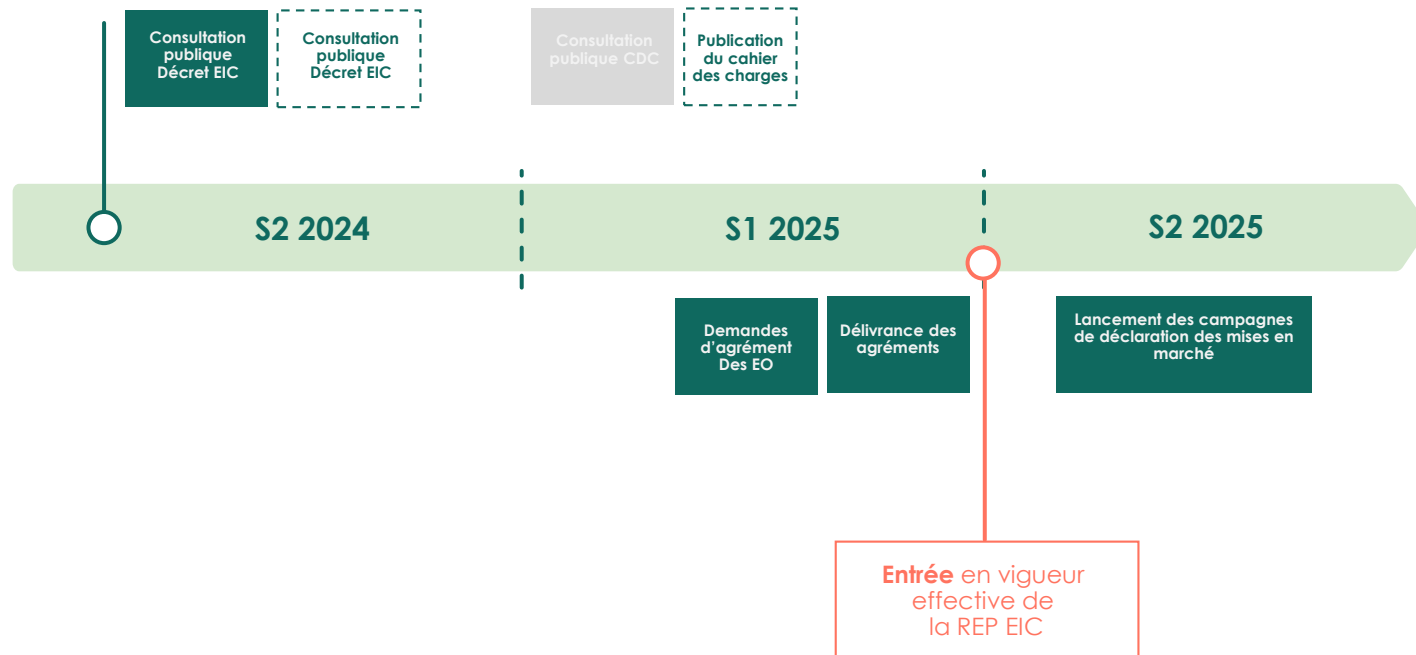 Consultation
publique
Décret EIC
Consultation
publique
Décret EIC
Consultation
publique CDC
Publication
du cahier
des charges
S2 2024
S1 2025
S2 2025
Demandes
d'agrément
Des EO
Délivrance des
agréments
Lancement des campagnes
de déclaration des mises en
marché
Entrée en vigueur
effective de
la REP EIC